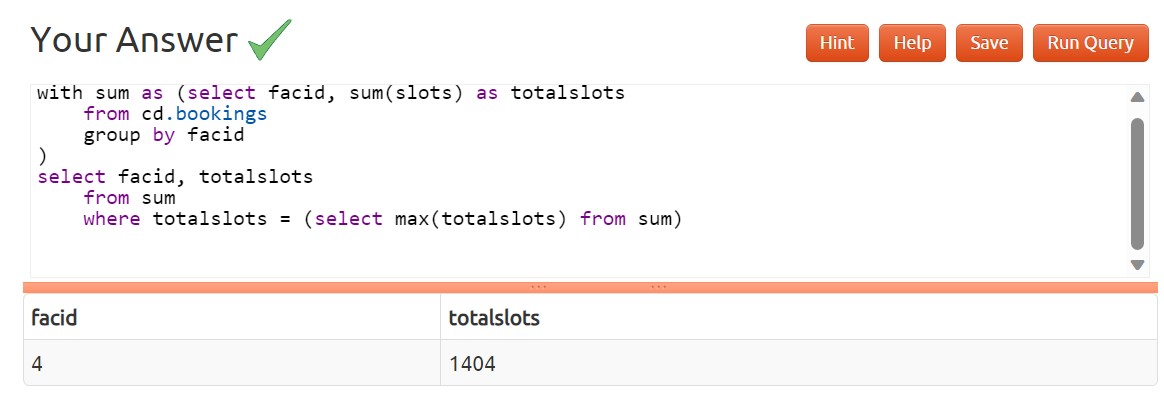 Your Answer
Hint Help Save Run Query
with sum as (select facid, sum(slots) as totalslots
    from cd.bookings
    group by facid
)
select facid, totalslots
    from sum
    where totalslots = (select max(totalslots) from sum)
facid totalslots
4 1404